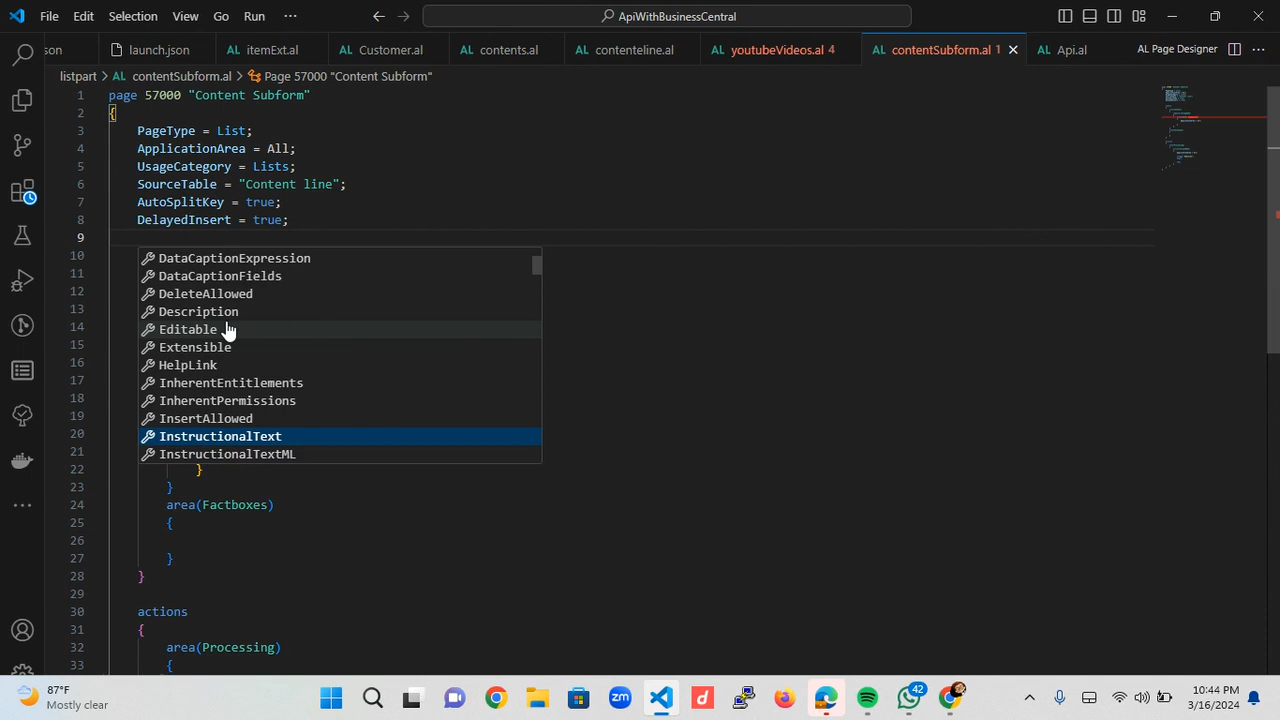 File Edit Selection View Go Run ··· ApiWithBusinessCentral
son launch.json AL itemExt.al AL Customer.al AL contents.al AL contenteline.al AL youtubeVideos.al 4 AL contentSubform.al 1 AL Api.al AL Page Designer
listpart > AL contentSubform.al > Page 57000 "Content Subform"
1 page 57000 "Content Subform"
2 {
3 PageType = List;
4 ApplicationArea = All;
5 UsageCategory = Lists;
6 SourceTable = "Content line";
7 AutoSplitKey = true;
8 DelayedInsert = true;
9
10 DataCaptionExpression
11 DataCaptionFields
12 DeleteAllowed
13 Description
14 Editable
15 Extensible
16 HelpLink
17 InherentEntitlements
18 InherentPermissions
19 InsertAllowed
20 InstructionalText
21 InstructionalTextML
22 }
23 }
24 area(Factboxes)
25 {
26
27 }
28 }
29
30 actions
31 {
32 area(Processing)
33 {
87°F
Mostly clear
zm
d
42
10:44 PM
3/16/2024